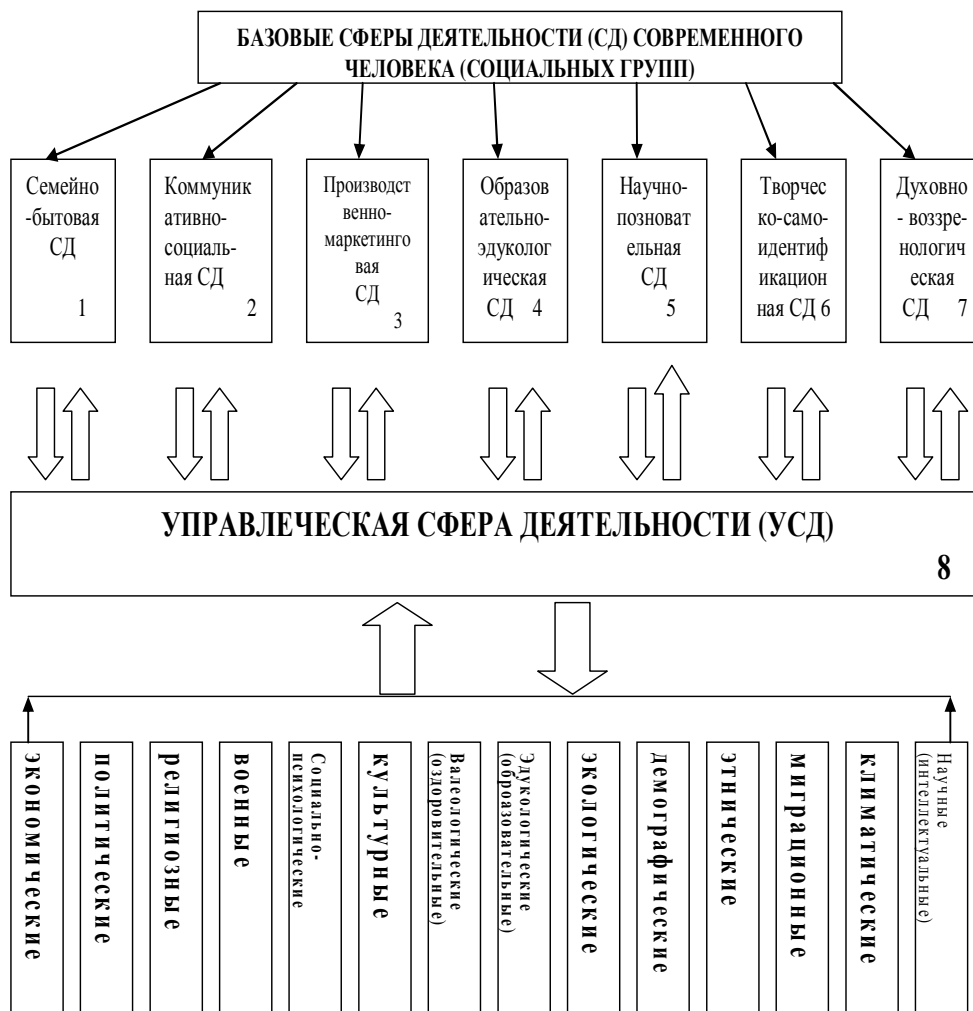 БАЗОВЫЕ СФЕРЫ ДЕЯТЕЛЬНОСТИ (СД) СОВРЕМЕННОГО
ЧЕЛОВЕКА (СОЦИАЛЬНЫХ ГРУПП)
Семейно
-бытовая
СД
1
Коммуник
ативно-
социаль-
ная СД
2
Производст
венно-
маркетинго
вая
СД
3
Образов
ательно-
эдуколог
ическая
СД 4
Научно-
позноват
ельная
СД
5
Творчес
ко-само-
идентиф
икацион
ная СД 6
Духовно
- воззре-
нологич
еская
СД 7
УПРАВЛЕЧЕСКАЯ СФЕРА ДЕЯТЕЛЬНОСТИ (УСД)
8
экономические
политические
религиозные
военные
Социально-
психологические
культурные
Валеологические
(оздоровительные)
Эдукологические
(оброазовательные)
экологические
демографические
этнические
миграционные
климатические
Научные
(интеллектуальные)